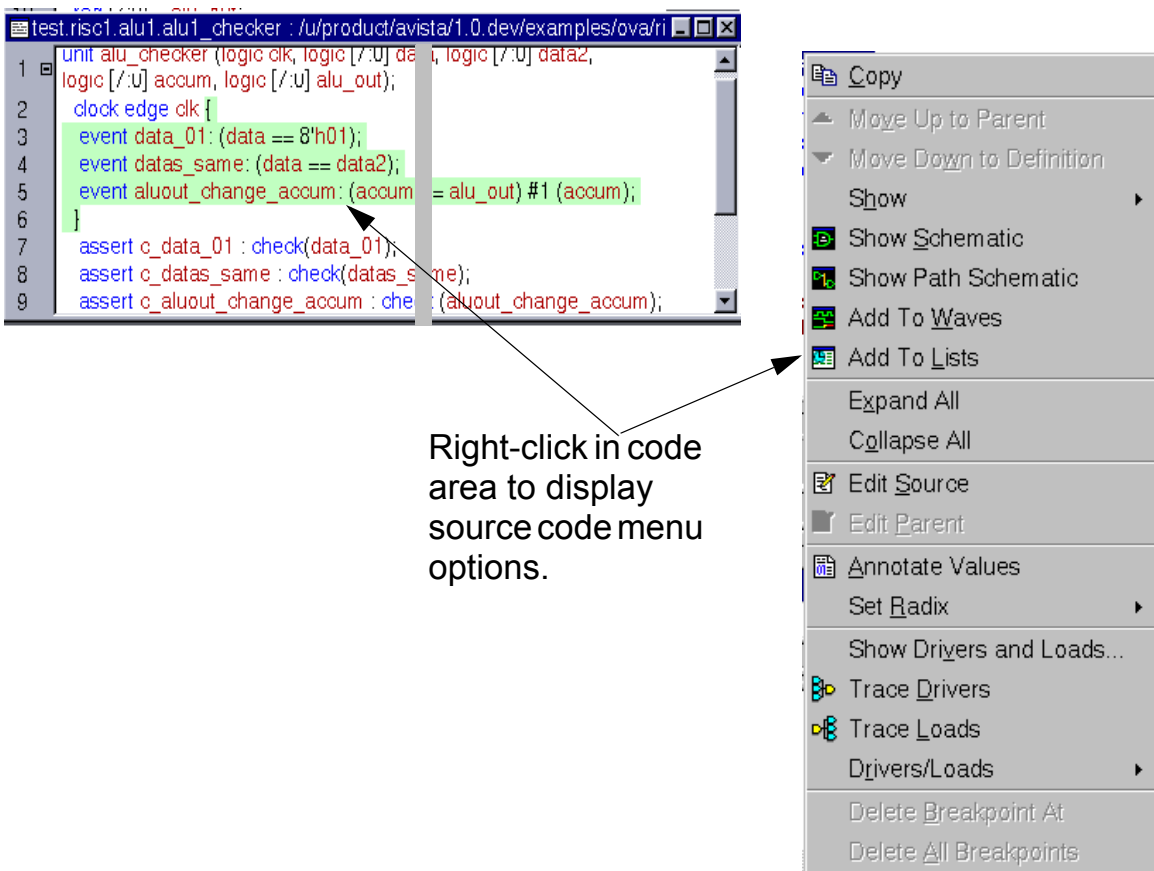 test.risc1.alu1.alu1_checker : /u/product/avista/1.0.dev/examples/ova/ri
1 unit alu_checker (logic clk, logic [7:0] data, logic [7:0] data2,
logic [7:0] accum, logic [7:0] alu_out);
2 clock edge clk {
3 event data_01: (data == 8'h01);
4 event datas_same: (data == data2);
5 event aluout_change_accum: (accum = alu_out) #1 (accum);
6 }
7 assert c_data_01 : check(data_01);
8 assert c_datas_same : check(datas_s me);
9 assert c_aluout_change_accum : che (aluout_change_accum);
Right-click in code
area to display
source code menu
options.
Copy
Move Up to Parent
Move Down to Definition
Show
Show Schematic
Show Path Schematic
Add To Waves
Add To Lists
Expand All
Collapse All
Edit Source
Edit Parent
Annotate Values
Set Radix
Show Drivers and Loads...
Trace Drivers
Trace Loads
Drivers/Loads
Delete Breakpoint At
Delete All Breakpoints